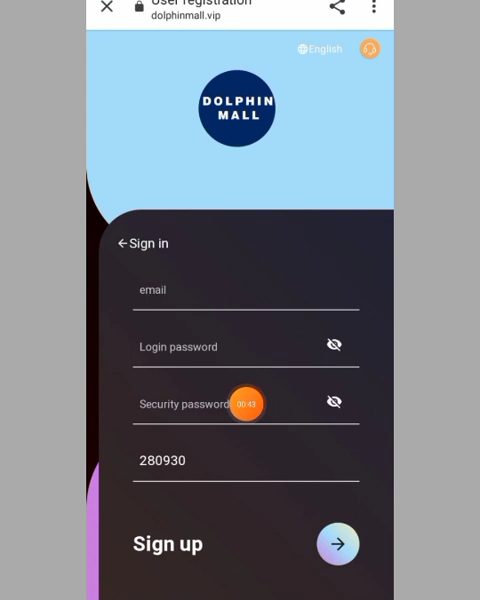 User registration
dolphinmall.vip
English
DOLPHIN
MALL
Sign in
email
Login password
Security password
00:43
280930
Sign up